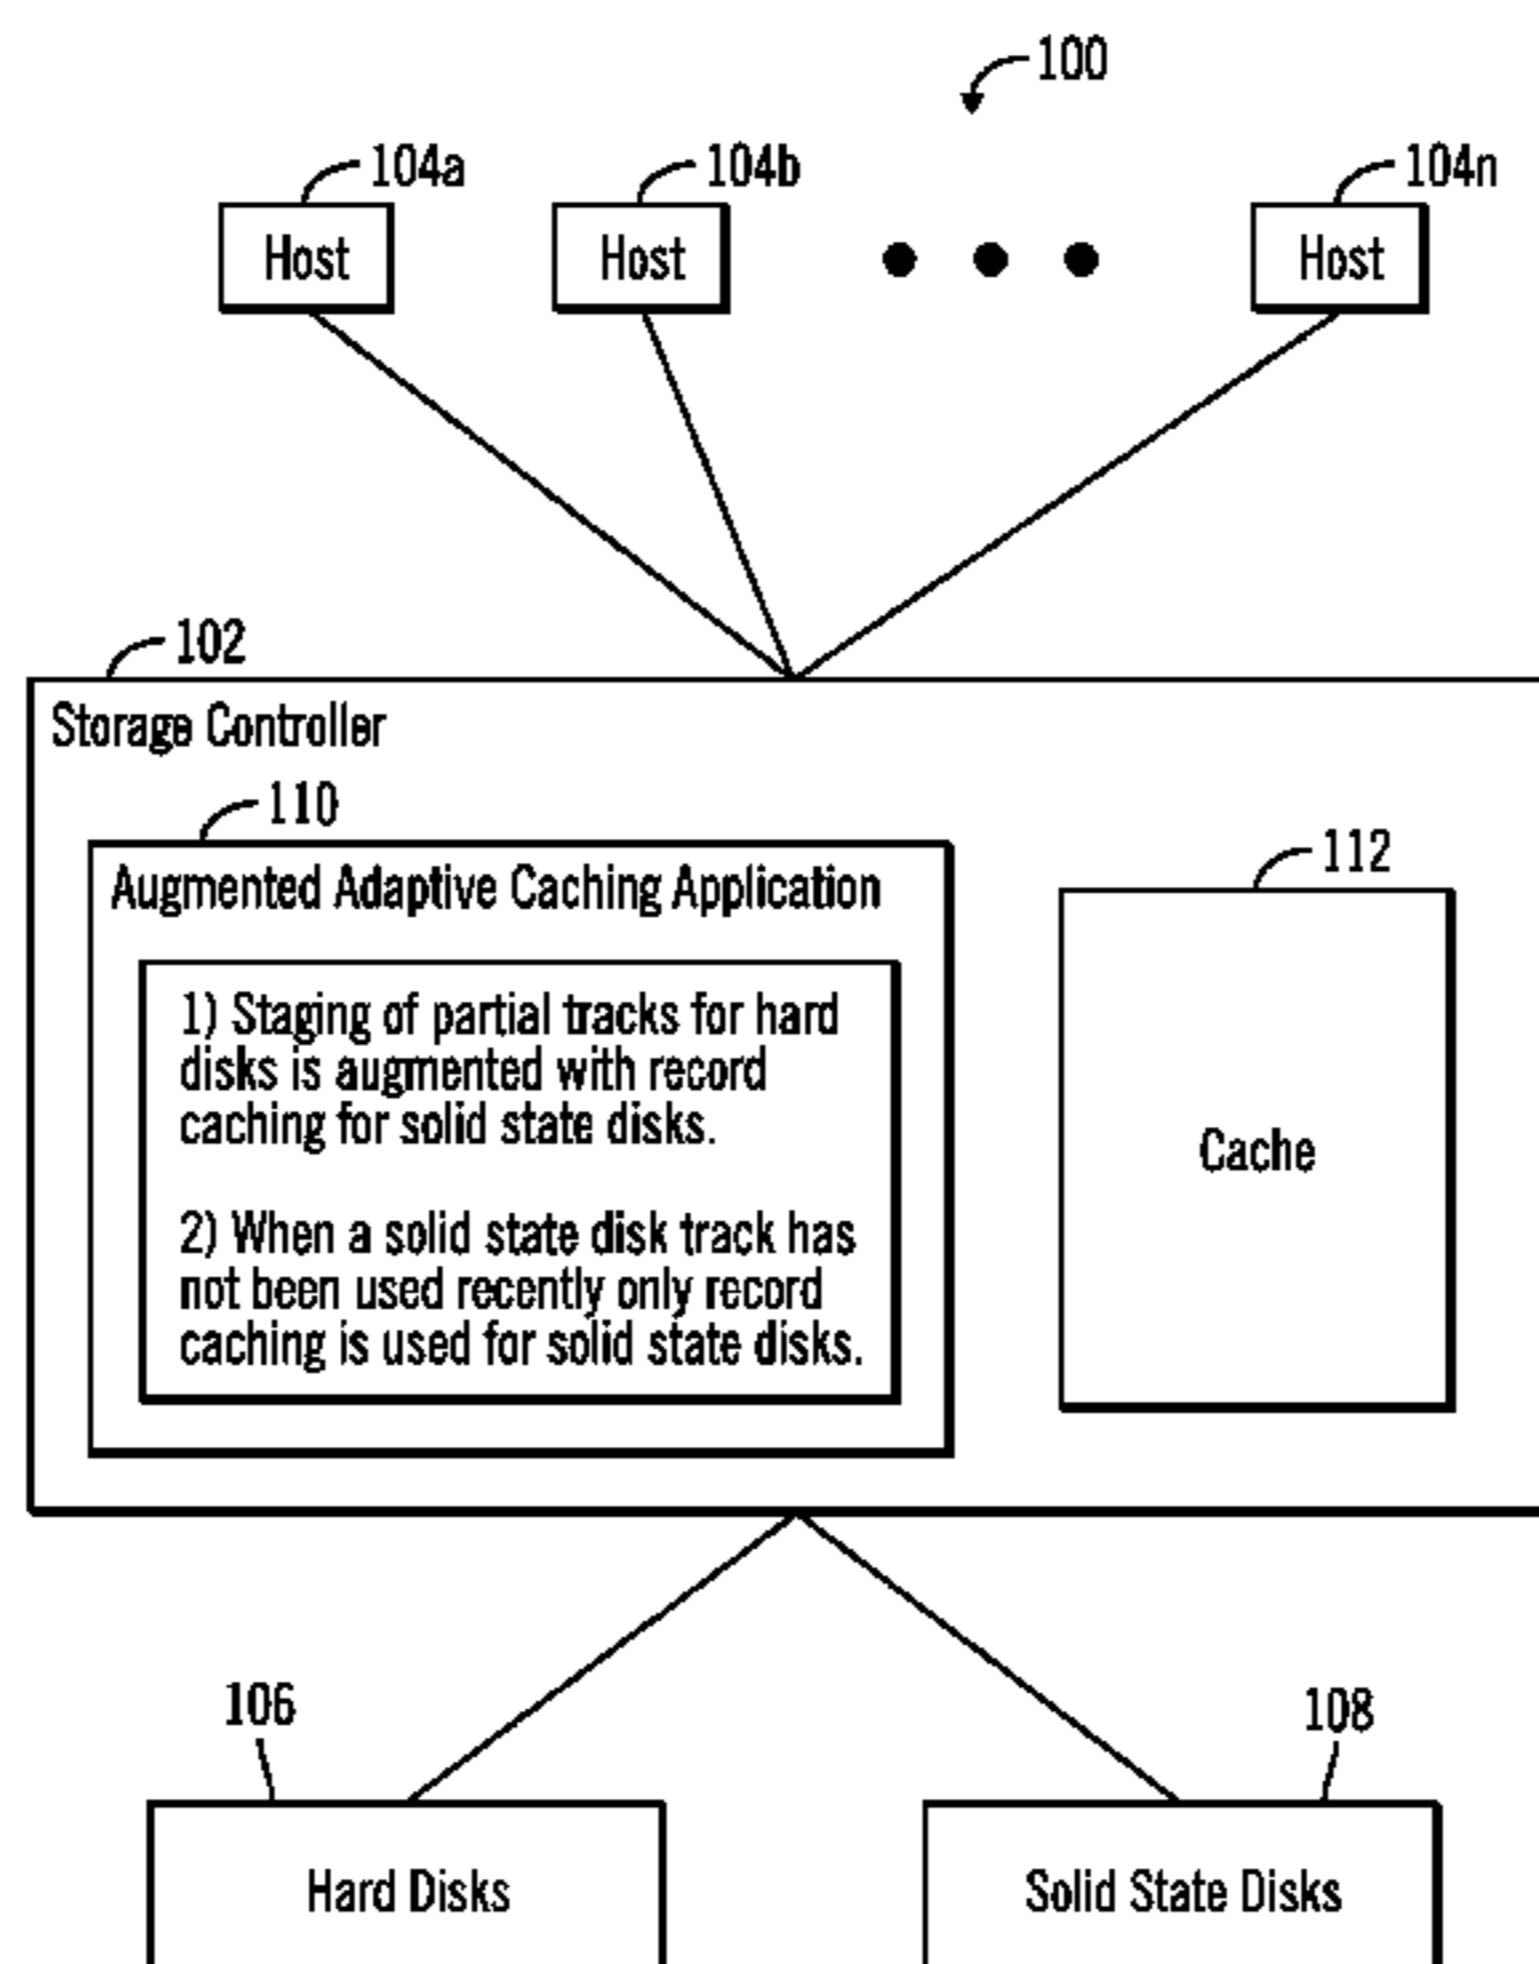 100
104a
104b
104n
Host
Host
Host
102
Storage Controller
110
112
Augmented Adaptive Caching Application
1) Staging of partial tracks for hard
disks is augmented with record
caching for solid state disks.
2) When a solid state disk track has
not been used recently only record
caching is used for solid state disks.
Cache
106
108
Hard Disks
Solid State Disks